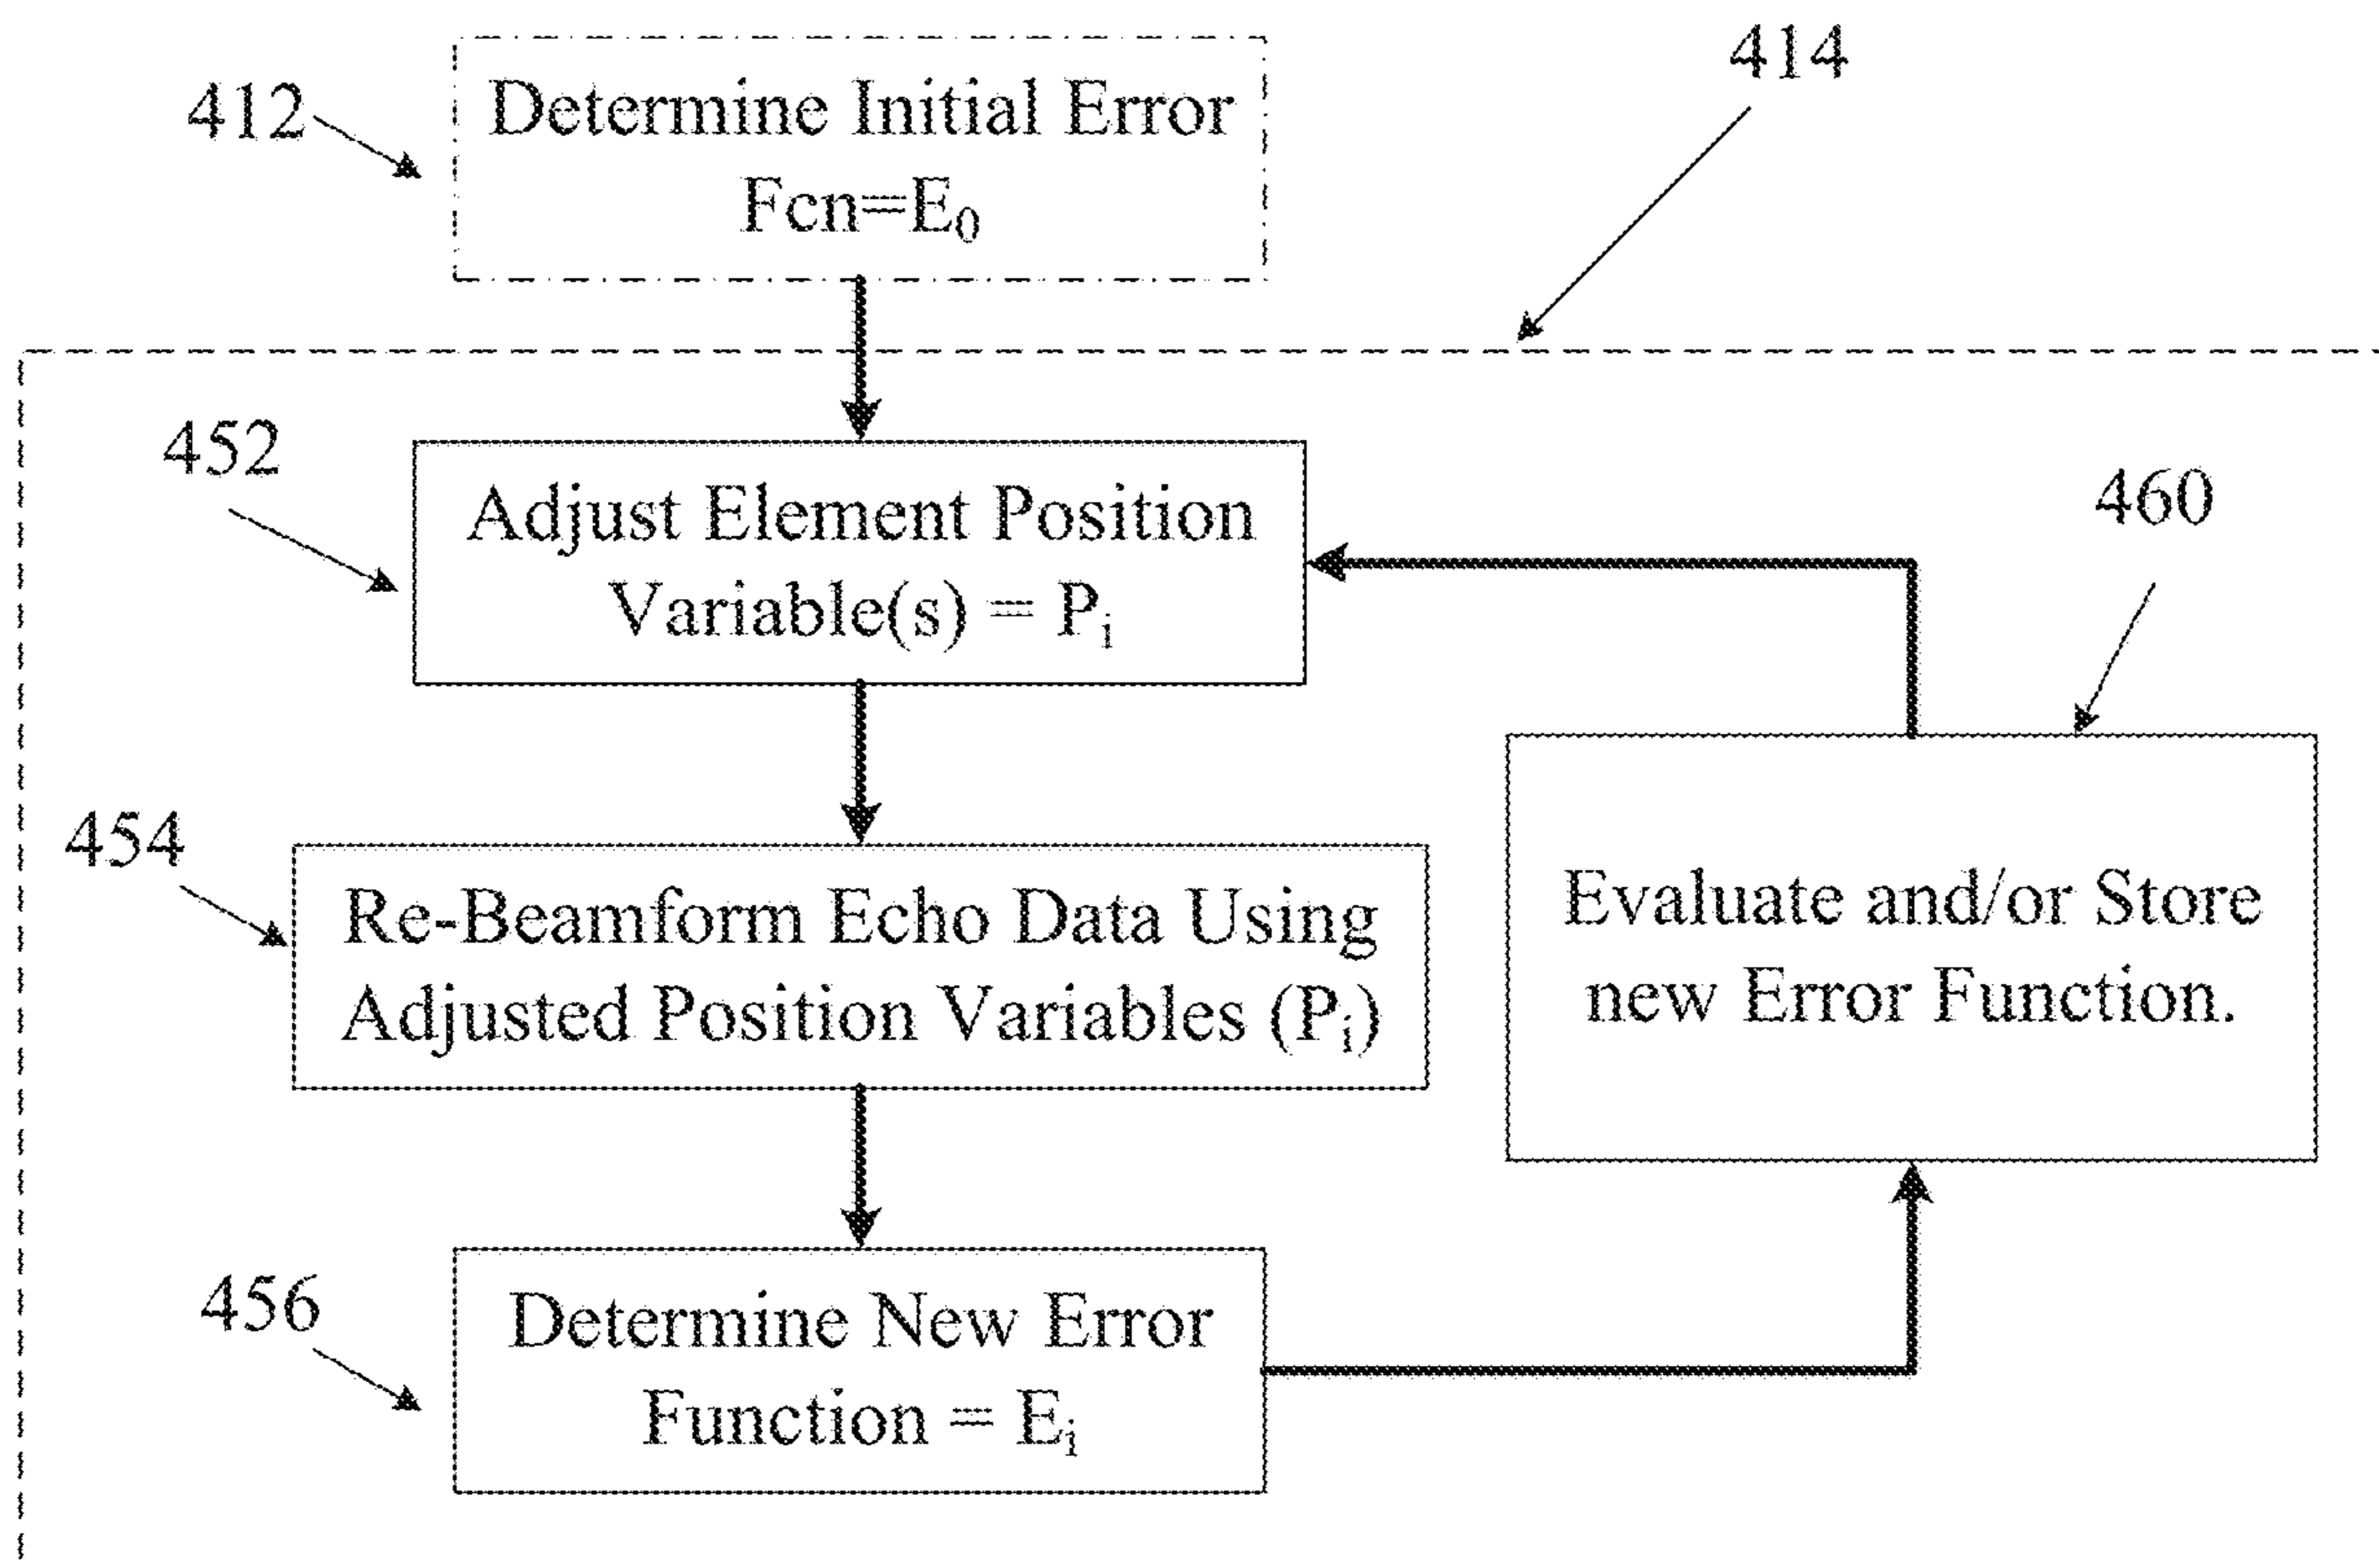 414
412
Determine Initial Error
Fcn=E₀
452
Adjust Element Position
Variable(s) = Pᵢ
460
454
Re-Beamform Echo Data Using
Adjusted Position Variables (Pᵢ)
Evaluate and/or Store
new Error Function.
456
Determine New Error
Function = Eᵢ